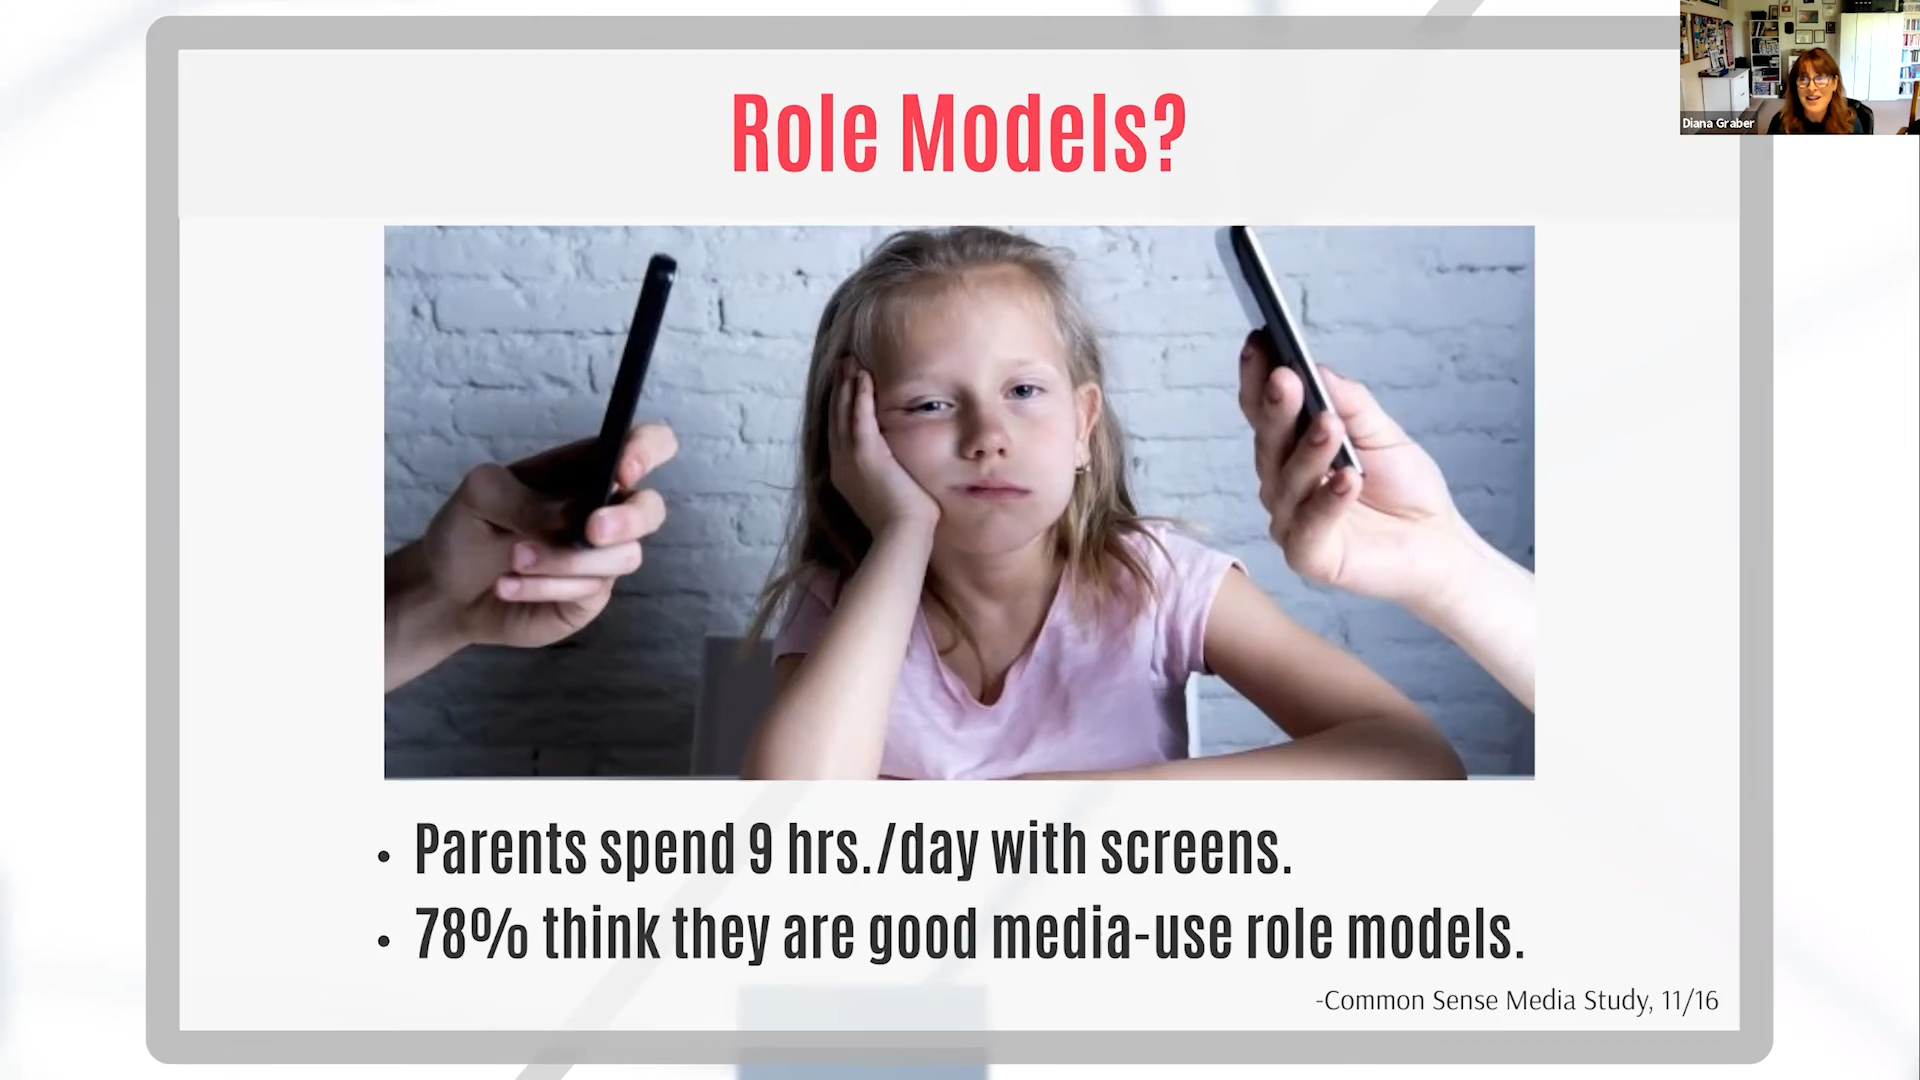 Role Models?
Diana Graber
• Parents spend 9 hrs./day with screens.
• 78% think they are good media-use role models.
-Common Sense Media Study, 11/16